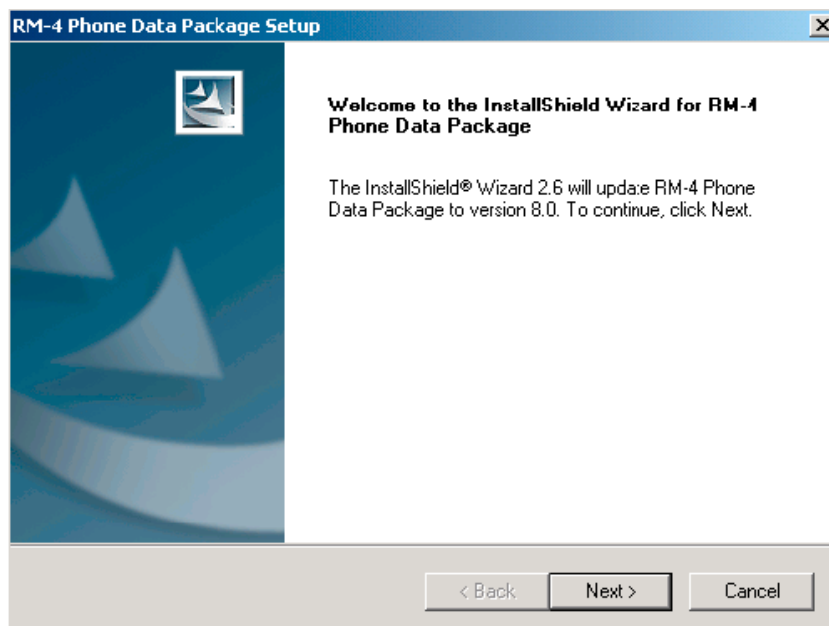 RM-4 Phone Data Package Setup
Welcome to the InstallShield Wizard for RM-4
Phone Data Package
The InstallShield® Wizard 2.6 will update RM-4 Phone
Data Package to version 8.0. To continue, click Next.
< Back
Next >
Cancel